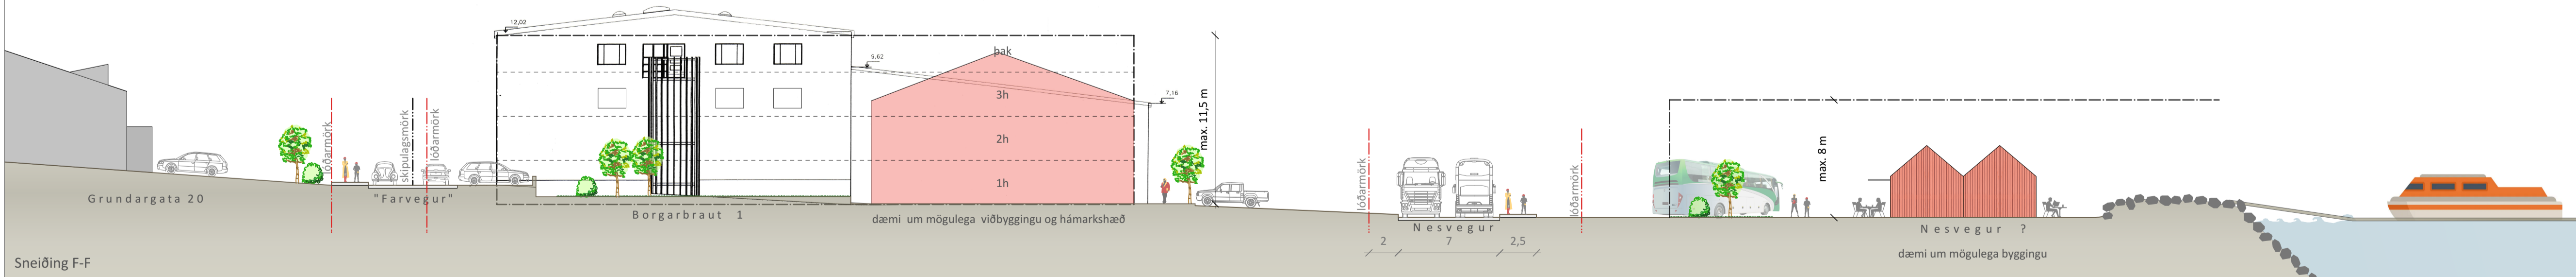 12,02
þak
9,62
3h
7,16
max. 11,5 m
2h
max. 8 m
lóðarmörk
skipulagsmörk
lóðarmörk
lóðarmörk
lóðarmörk
1h
Grundargata 20
"Farvegur"
Borgarbraut 1
dæmi um mögulega viðbyggingu og hámarkshæð
Nesvegur
Nesvegur ?
2
7
2,5
dæmi um mögulega byggingu
Sneiðing F-F